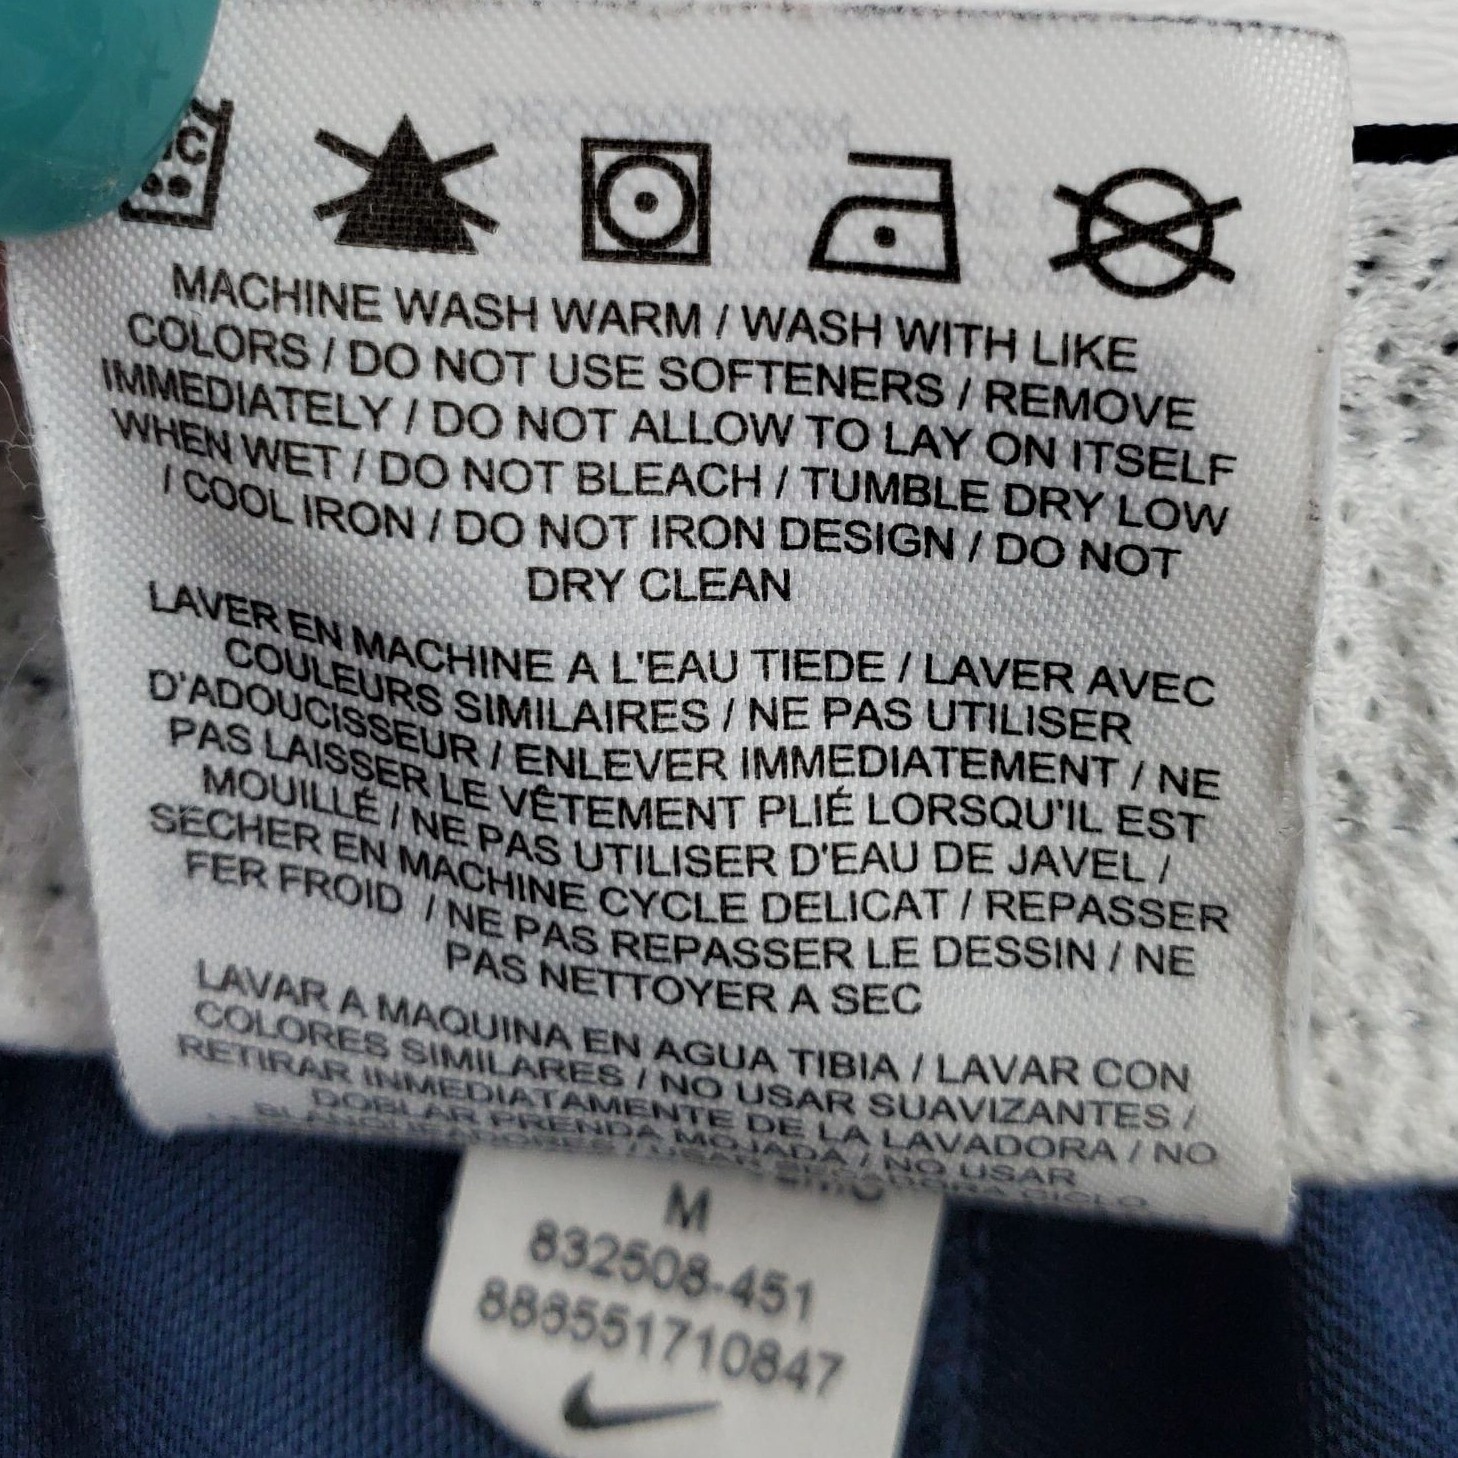 MACHINE WASH WARM / WASH WITH LIKE
COLORS / DO NOT USE SOFTENERS / REMOVE
IMMEDIATELY / DO NOT ALLOW TO LAY ON ITSELF
WHEN WET / DO NOT BLEACH / TUMBLE DRY LOW
/ COOL IRON / DO NOT IRON DESIGN / DO NOT
DRY CLEAN
LAVER EN MACHINE A L'EAU TIEDE / LAVER AVEC
COULEURS SIMILAIRES / NE PAS UTILISER
D'ADOUCISSEUR / ENLEVER IMMEDIATEMENT / NE
PAS LAISSER LE VÊTEMENT PLIÉ LORSQU'IL EST
MOUILLÉ / NE PAS UTILISER D'EAU DE JAVEL /
SECHER EN MACHINE CYCLE DELICAT / REPASSER
FER FROID / NE PAS REPASSER LE DESSIN / NE
PAS NETTOYER A SEC
LAVAR A MAQUINA EN AGUA TIBIA / LAVAR CON
COLORES SIMILARES / NO USAR SUAVIZANTES /
RETIRAR INMEDIATAMENTE DE LA LAVADORA / NO
DOBLAR PRENDA MOJADA / NO USAR
/ USAR SECADORA CICLO
M
832508-451
888551710847